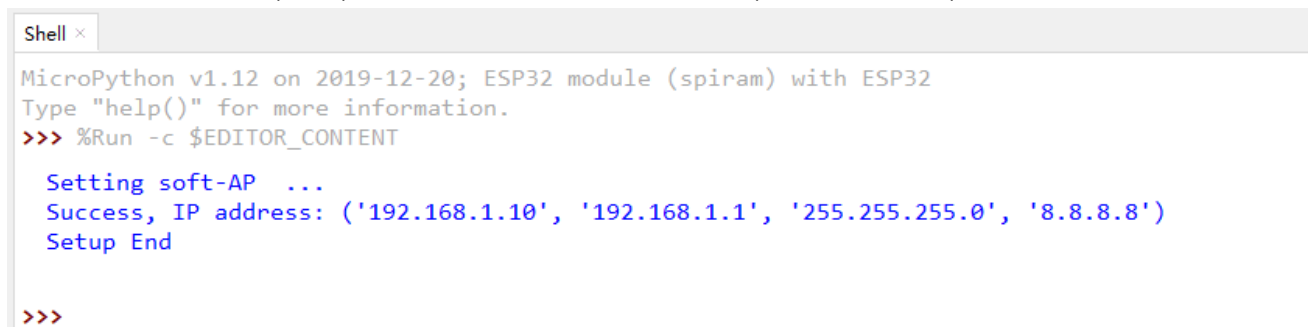 Shell ×
MicroPython v1.12 on 2019-12-20; ESP32 module (spiram) with ESP32
Type "help()" for more information.
>>> %Run -c $EDITOR_CONTENT
Setting soft-AP  ...
Success, IP address: ('192.168.1.10', '192.168.1.1', '255.255.255.0', '8.8.8.8')
Setup End
>>>